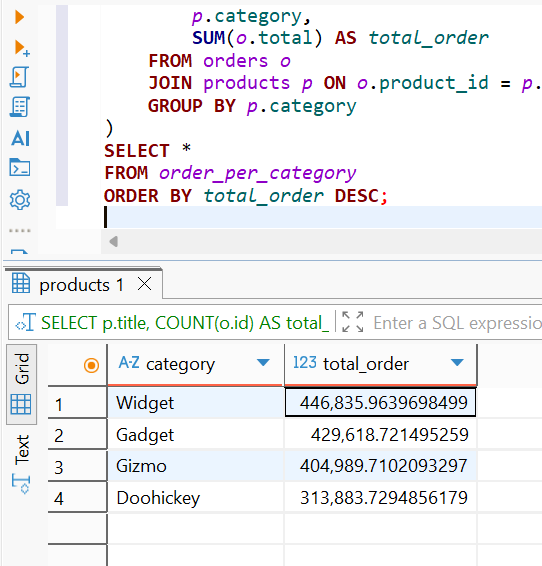 p.category,
SUM(o.total) AS total_order
FROM orders o
JOIN products p ON o.product_id = p.
GROUP BY p.category
)
SELECT *
FROM order_per_category
ORDER BY total_order DESC;
AI
products 1
SELECT p.title, COUNT(o.id) AS total_
Enter a SQL expressio
Grid
Text
A-Z category
123 total_order
1 Widget 446,835.9639698499
2 Gadget 429,618.721495259
3 Gizmo 404,989.7102093297
4 Doohickey 313,883.7294856179